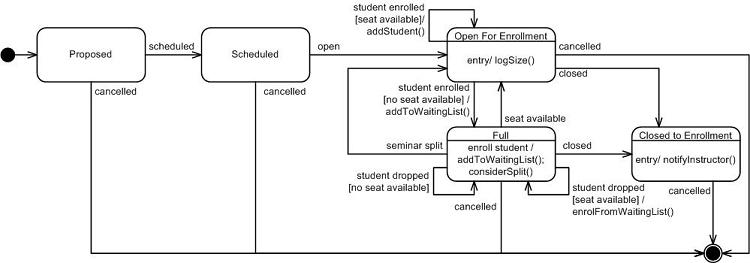 student enrolled
[seat available]/
addStudent()
Proposed
scheduled
Scheduled
open
Open For Enrollment
entry/ logSize()
cancelled
closed
cancelled
cancelled
student enrolled
[no seat available] /
addToWaitingList()
seat available
seminar split
Full
enroll student /
addToWaitingList();
considerSplit()
closed
Closed to Enrollment
entry/ notifyInstructor()
student dropped
[no seat available]
cancelled
student dropped
[seat available] /
enrolFromWaitingList()
cancelled